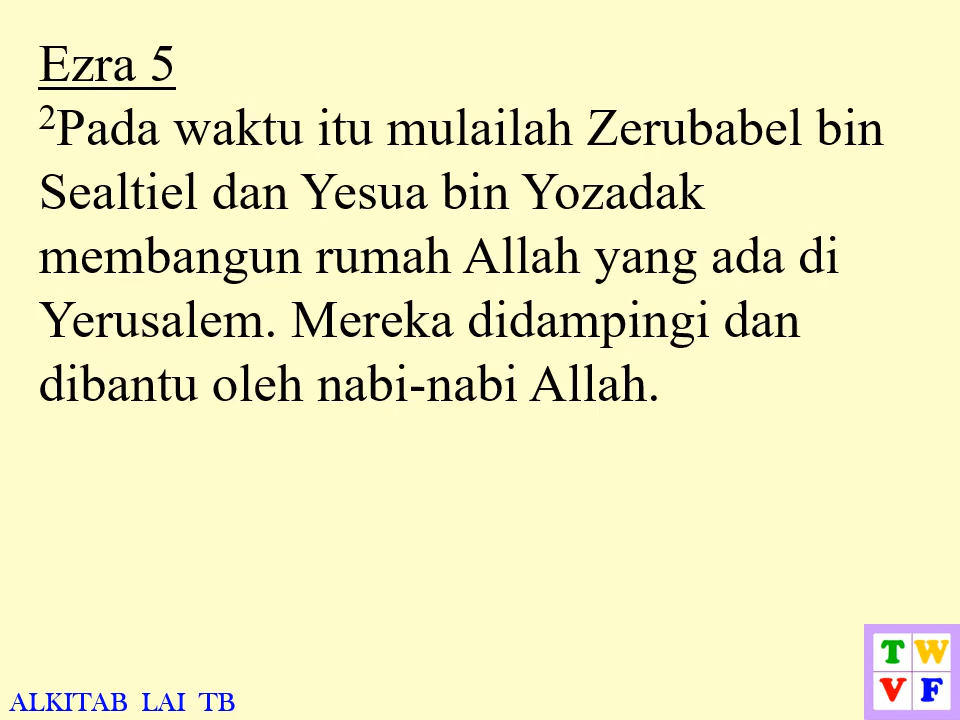 Ezra 5
2Pada waktu itu mulailah Zerubabel bin
Sealtiel dan Yesua bin Yozadak
membangun rumah Allah yang ada di
Yerusalem. Mereka didampingi dan
dibantu oleh nabi-nabi Allah.
T W
V F
ALKITAB LAI TB